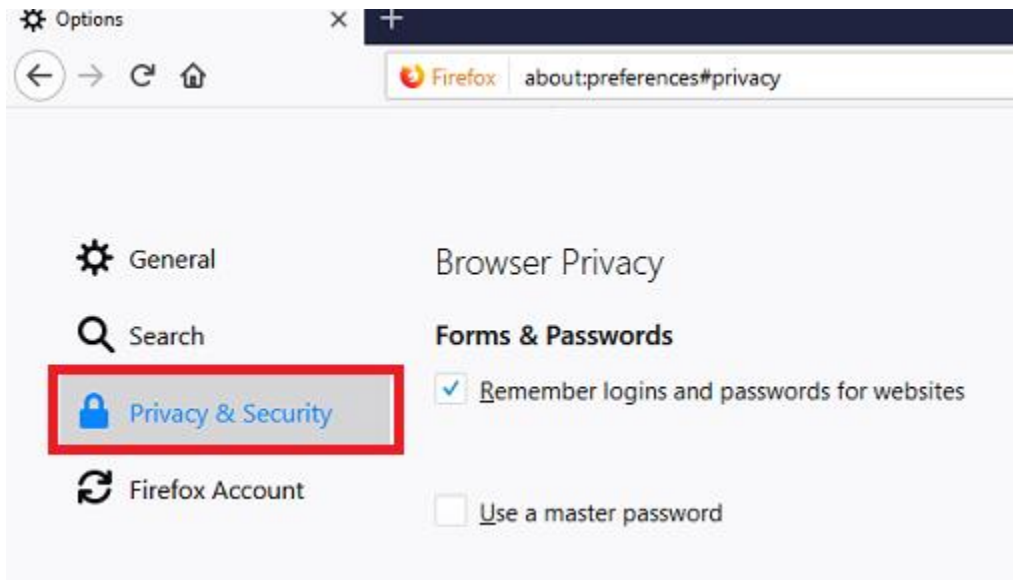 Options
Firefox about:preferences#privacy
General
Browser Privacy
Search
Forms & Passwords
Privacy & Security
Remember logins and passwords for websites
Firefox Account
Use a master password